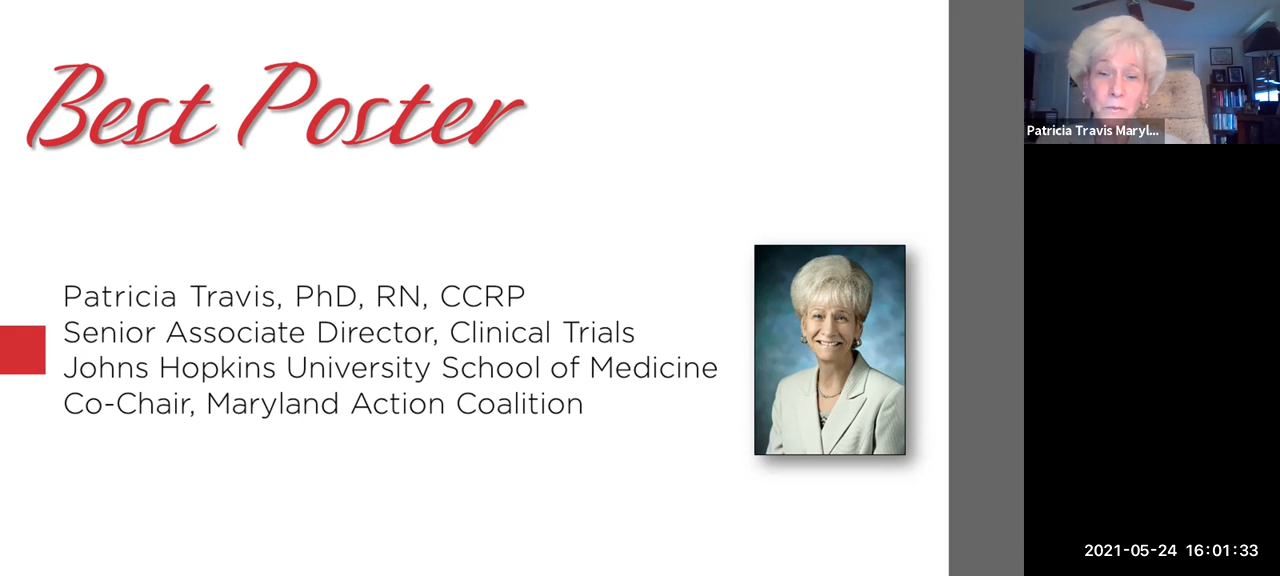 Best Poster
Patricia Travis, PhD, RN, CCRP
Senior Associate Director, Clinical Trials
Johns Hopkins University School of Medicine
Co-Chair, Maryland Action Coalition
Patricia Travis Maryl...
2021-05-24 16:01:33